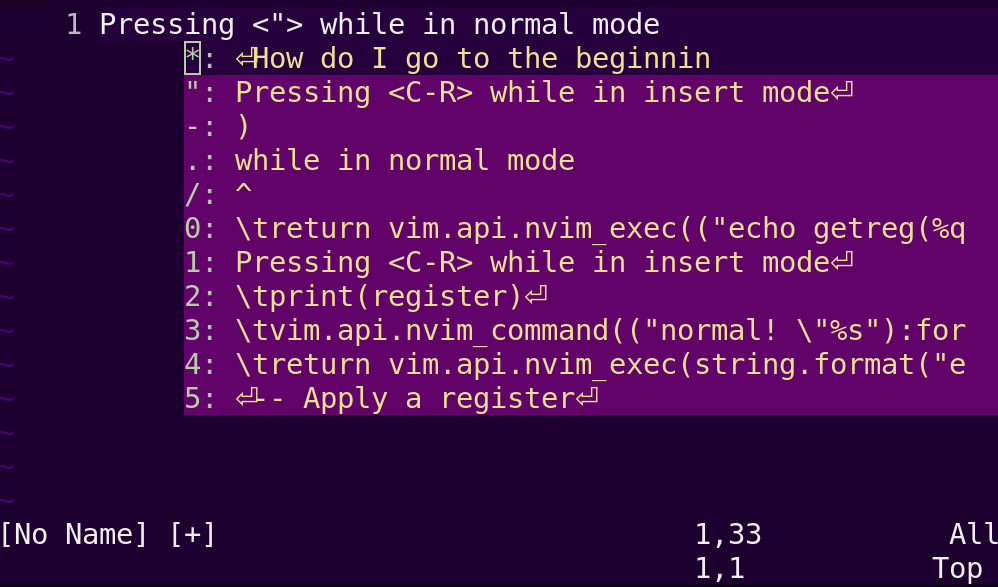 1 Pressing <"> while in normal mode
~ *: ⏎How do I go to the beginnin
~ ": Pressing <C-R> while in insert mode⏎
~ -: )
~ .: while in normal mode
~ /: ^
~ 0: \treturn vim.api.nvim_exec(("echo getreg(%q
~ 1: Pressing <C-R> while in insert mode⏎
~ 2: \tprint(register)⏎
~ 3: \tvim.api.nvim_command(("normal! \"%s"):for
~ 4: \treturn vim.api.nvim_exec(string.format("e
~ 5: ⏎-- Apply a register⏎
~
~
~
[No Name] [+] 1,33 All
1,1 Top